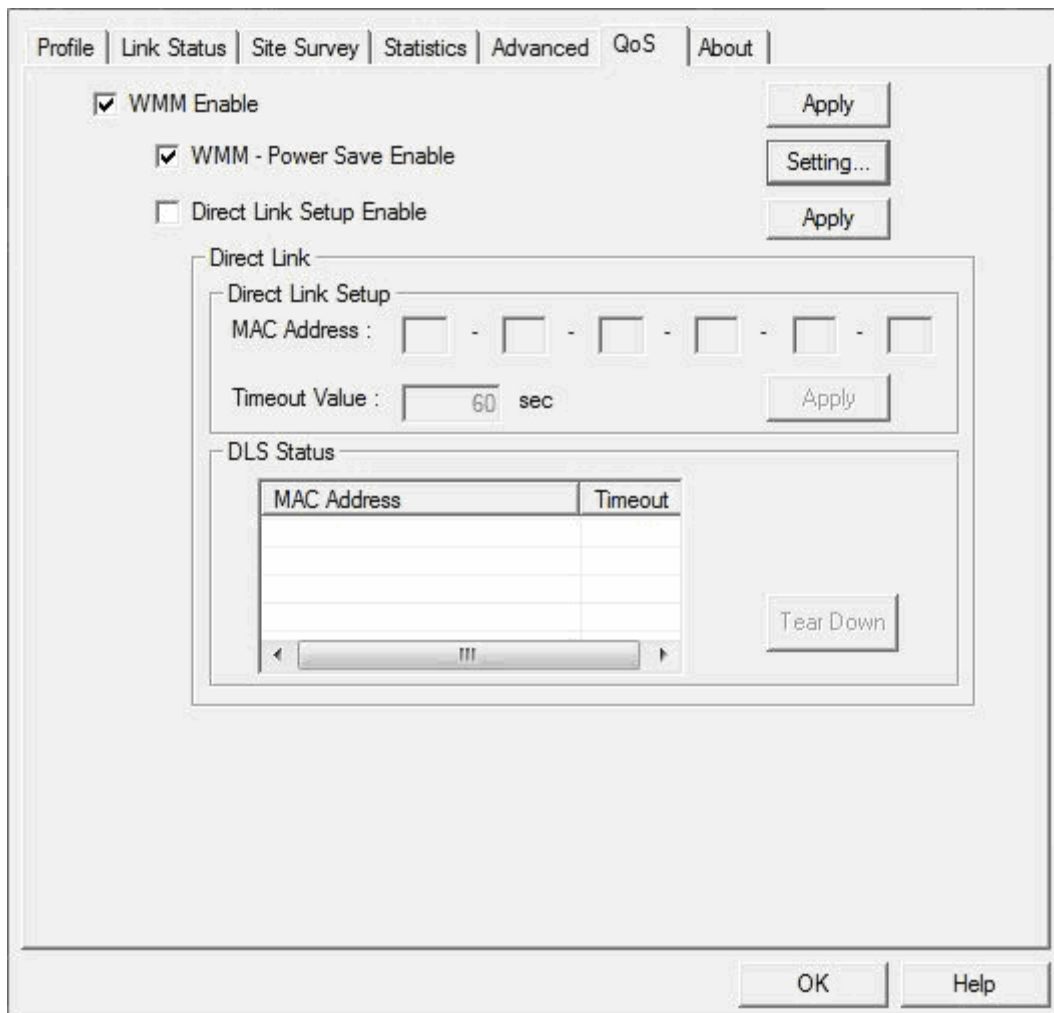 Profile Link Status Site Survey Statistics Advanced QoS About
WMM Enable Apply
WMM - Power Save Enable Setting...
Direct Link Setup Enable Apply
Direct Link
Direct Link Setup
MAC Address : - - - - -
Timeout Value : 60 sec Apply
DLS Status
MAC Address Timeout
Tear Down
OK Help